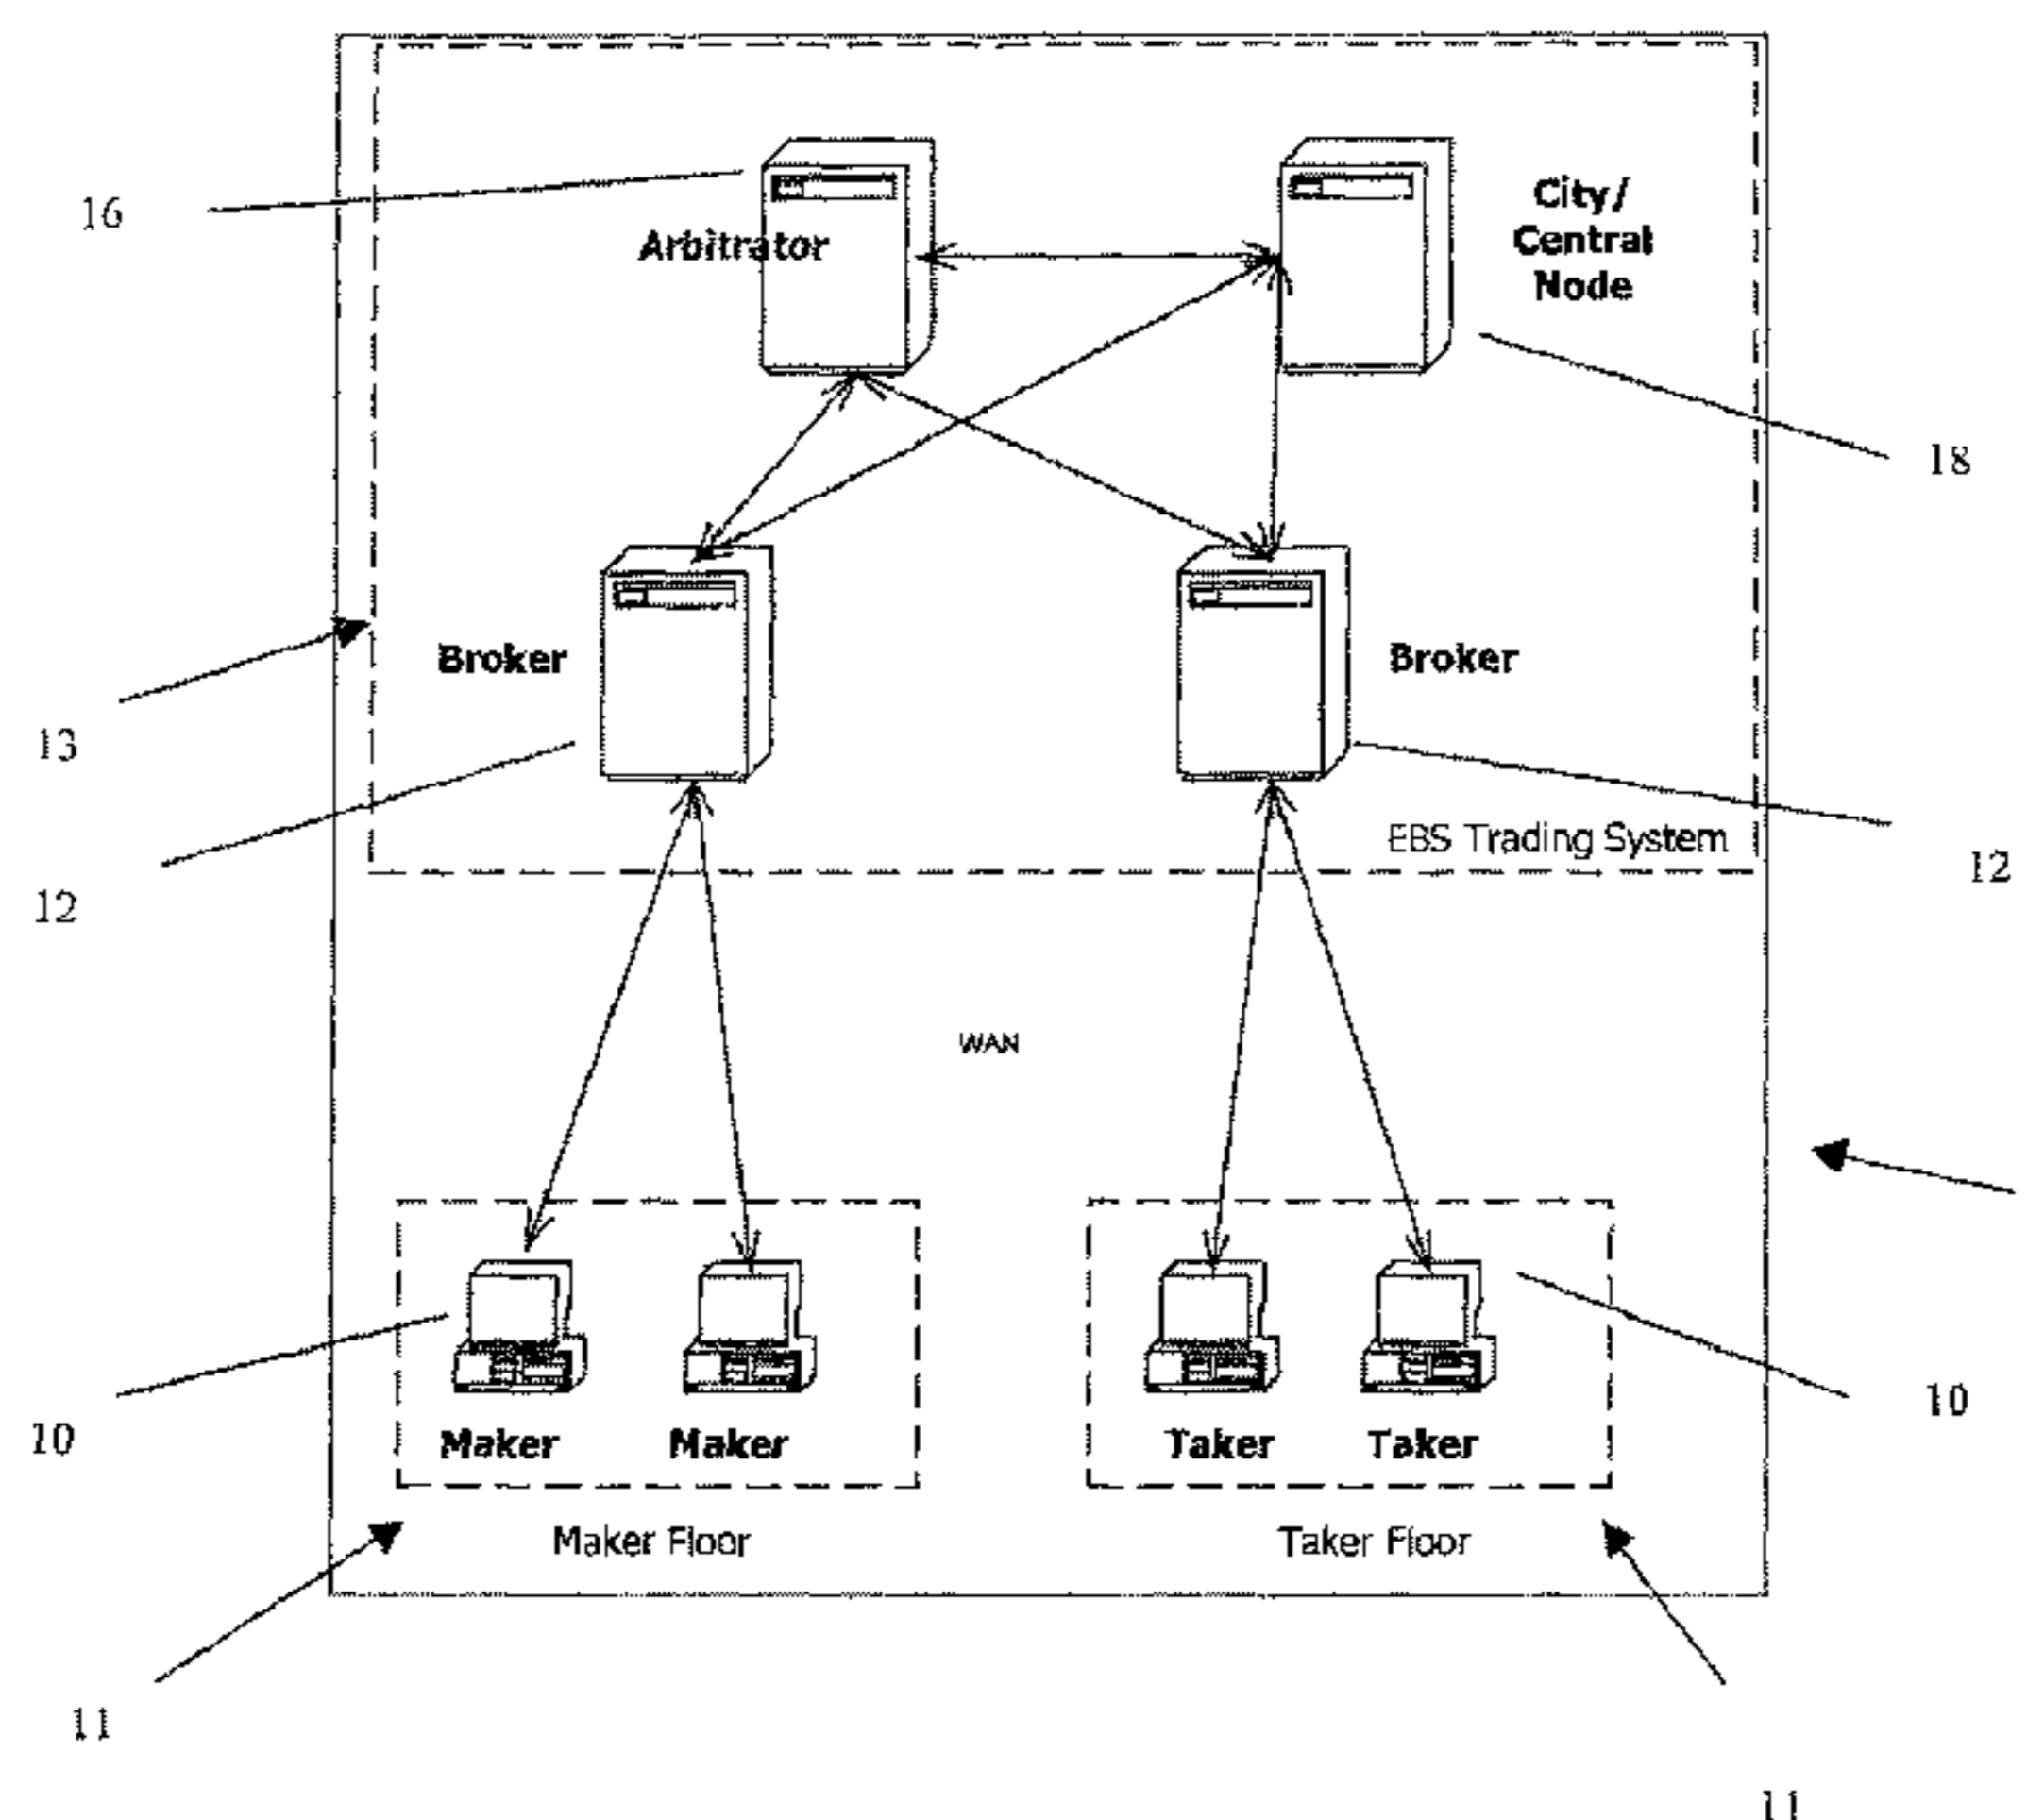 16
Arbitrator
City/
Central
Node
18
Broker
Broker
13
EBS Trading System
12
12
WAN
10
10
Maker
Maker
Taker
Taker
Maker Floor
Taker Floor
11
11